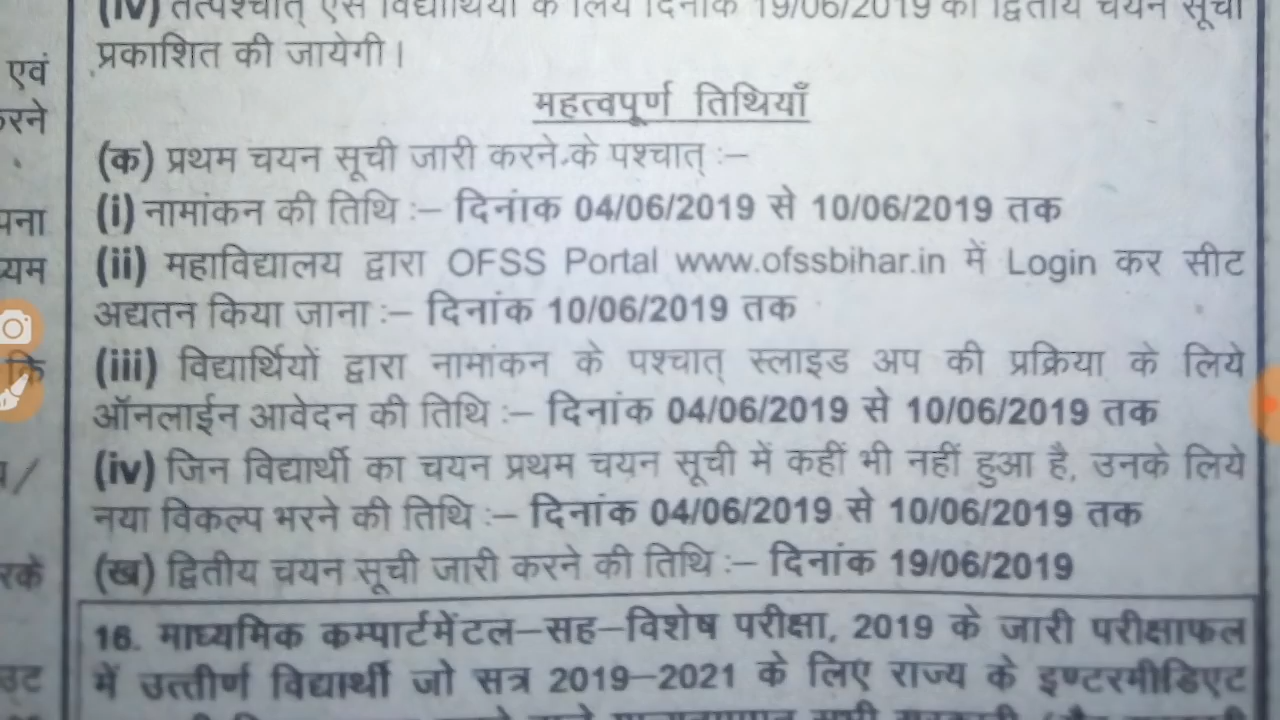 (iv) तत्पश्चात् ऐसे विद्यार्थियों के लिये दिनांक 19/06/2019 को द्वितीय चयन सूची
प्रकाशित की जायेगी।
महत्वपूर्ण तिथियाँ
(क) प्रथम चयन सूची जारी करने के पश्चात् :–
(i) नामांकन की तिथि :– दिनांक 04/06/2019 से 10/06/2019 तक
(ii) महाविद्यालय द्वारा OFSS Portal www.ofssbihar.in में Login कर सीट
अद्यतन किया जाना :– दिनांक 10/06/2019 तक
(iii) विद्यार्थियों द्वारा नामांकन के पश्चात् स्लाइड अप की प्रक्रिया के लिये
ऑनलाईन आवेदन की तिथि :– दिनांक 04/06/2019 से 10/06/2019 तक
(iv) जिन विद्यार्थी का चयन प्रथम चयन सूची में कहीं भी नहीं हुआ है, उनके लिये
नया विकल्प भरने की तिथि :– दिनांक 04/06/2019 से 10/06/2019 तक
(ख) द्वितीय चयन सूची जारी करने की तिथि :– दिनांक 19/06/2019
16. माध्यमिक कम्पार्टमेंटल–सह–विशेष परीक्षा, 2019 के जारी परीक्षाफल
में उत्तीर्ण विद्यार्थी जो सत्र 2019–2021 के लिए राज्य के इण्टरमीडिएट
एवं